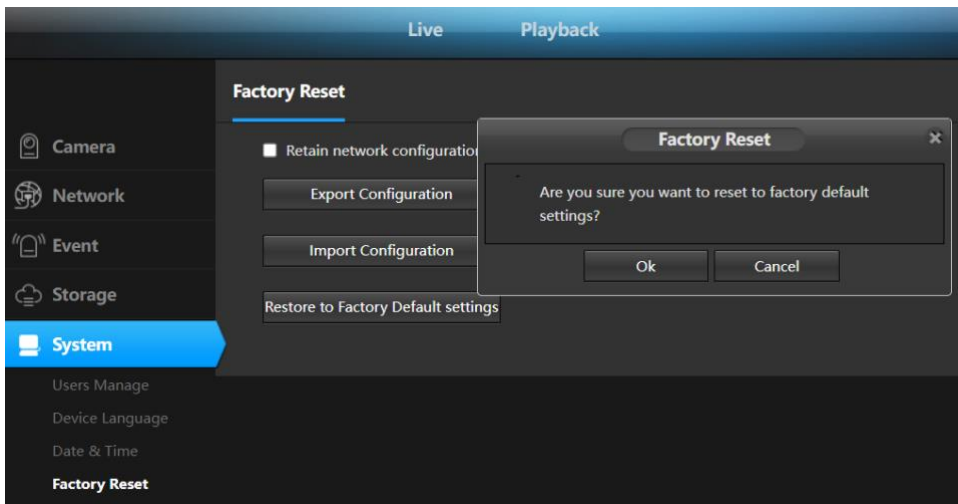 Live Playback
Factory Reset
Camera
Network
Event
Storage
System
Users Manage
Device Language
Date & Time
Factory Reset
Retain network configuration
Export Configuration
Import Configuration
Restore to Factory Default settings
Factory Reset
Are you sure you want to reset to factory default
settings?
Ok Cancel